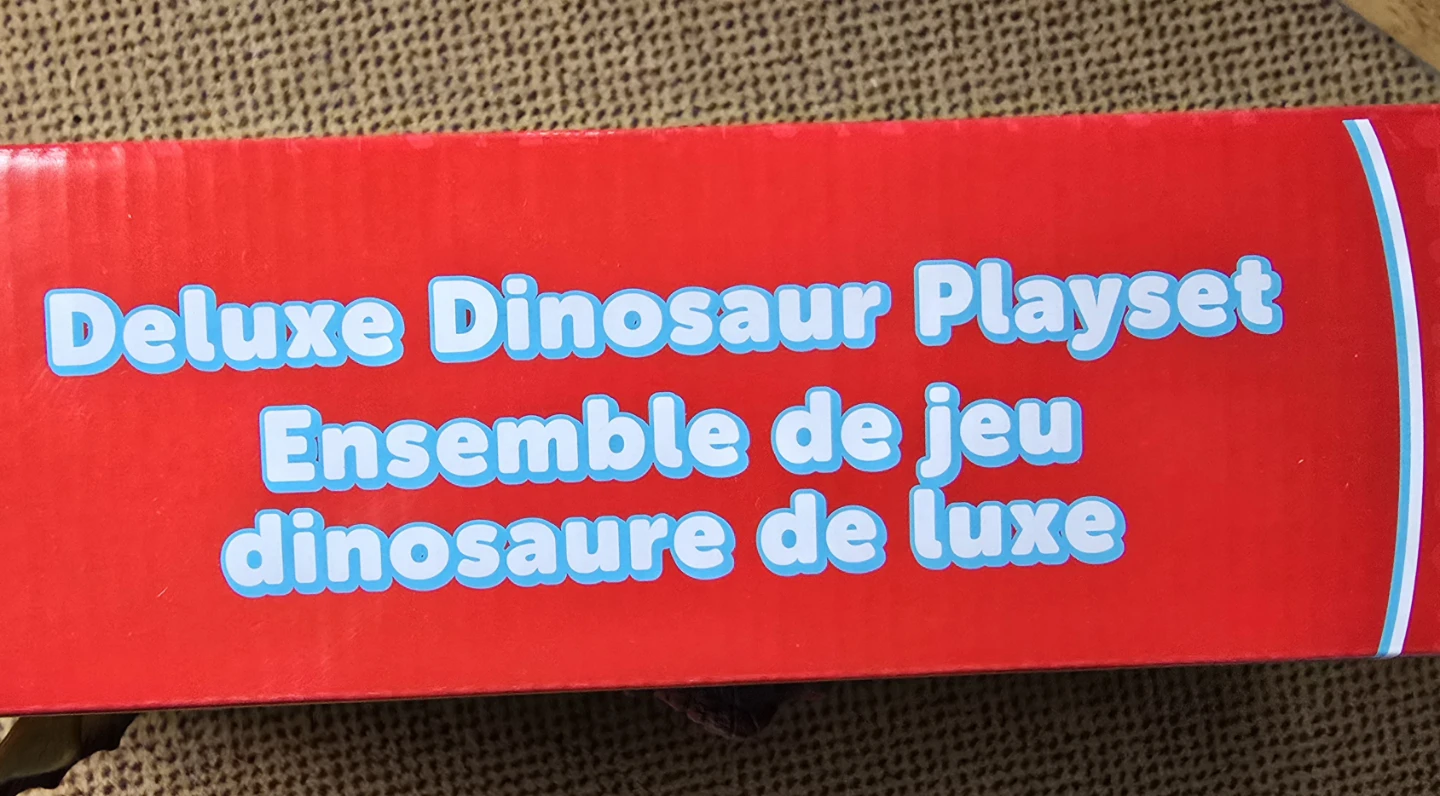 Deluxe Dinosaur Playset
Ensemble de jeu
dinosaure de luxe